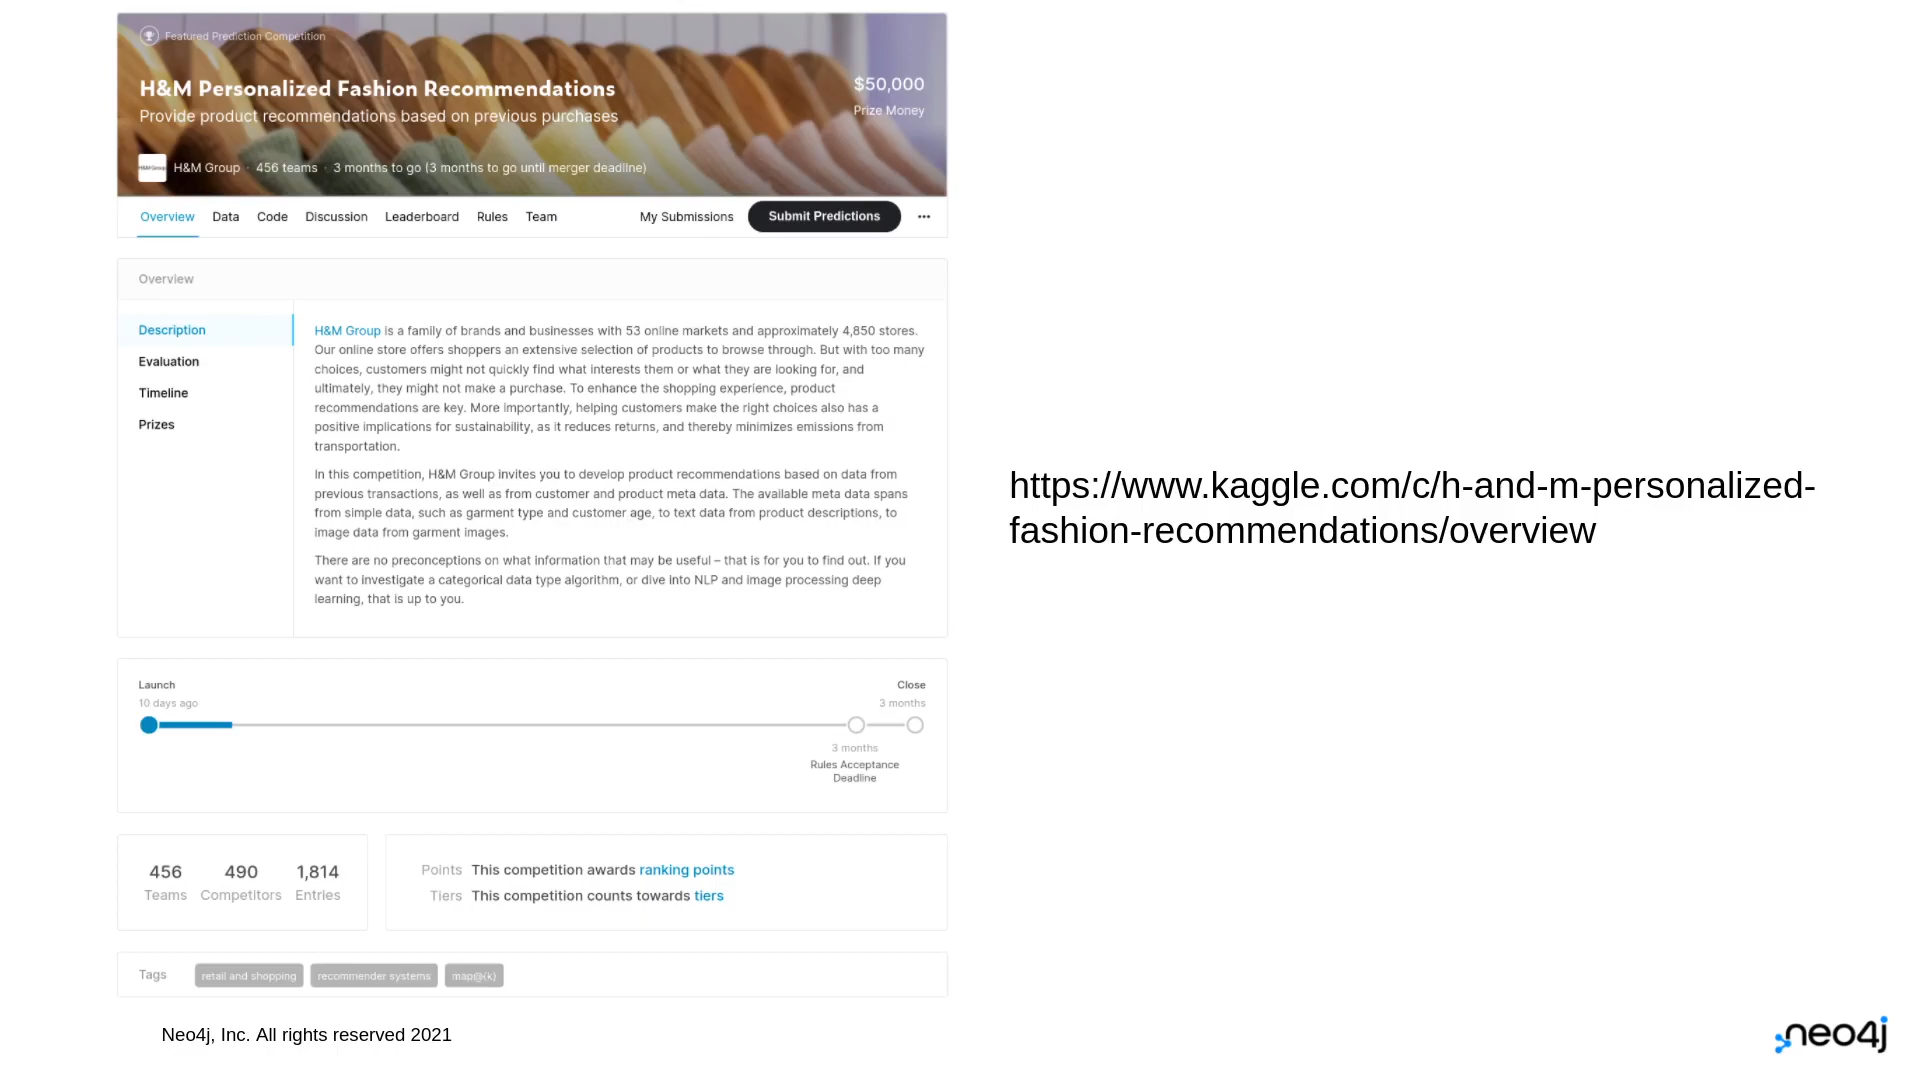 Featured Prediction Competition
H&M Personalized Fashion Recommendations
Provide product recommendations based on previous purchases
$50,000
Prize Money
H&M Group
H&M Group · 456 teams · 3 months to go (3 months to go until merger deadline)
Overview Data Code Discussion Leaderboard Rules Team My Submissions Submit Predictions ···
Overview
Description
Evaluation
Timeline
Prizes
H&M Group is a family of brands and businesses with 53 online markets and approximately 4,850 stores.
Our online store offers shoppers an extensive selection of products to browse through. But with too many
choices, customers might not quickly find what interests them or what they are looking for, and
ultimately, they might not make a purchase. To enhance the shopping experience, product
recommendations are key. More importantly, helping customers make the right choices also has a
positive implications for sustainability, as it reduces returns, and thereby minimizes emissions from
transportation.
In this competition, H&M Group invites you to develop product recommendations based on data from
previous transactions, as well as from customer and product meta data. The available meta data spans
from simple data, such as garment type and customer age, to text data from product descriptions, to
image data from garment images.
There are no preconceptions on what information that may be useful – that is for you to find out. If you
want to investigate a categorical data type algorithm, or dive into NLP and image processing deep
learning, that is up to you.
Launch
10 days ago
Close
3 months
3 months
Rules Acceptance
Deadline
456 490 1,814
Teams Competitors Entries
Points This competition awards ranking points
Tiers This competition counts towards tiers
Tags retail and shopping recommender systems map@{k}
https://www.kaggle.com/c/h-and-m-personalized-
fashion-recommendations/overview
Neo4j, Inc. All rights reserved 2021
neo4j